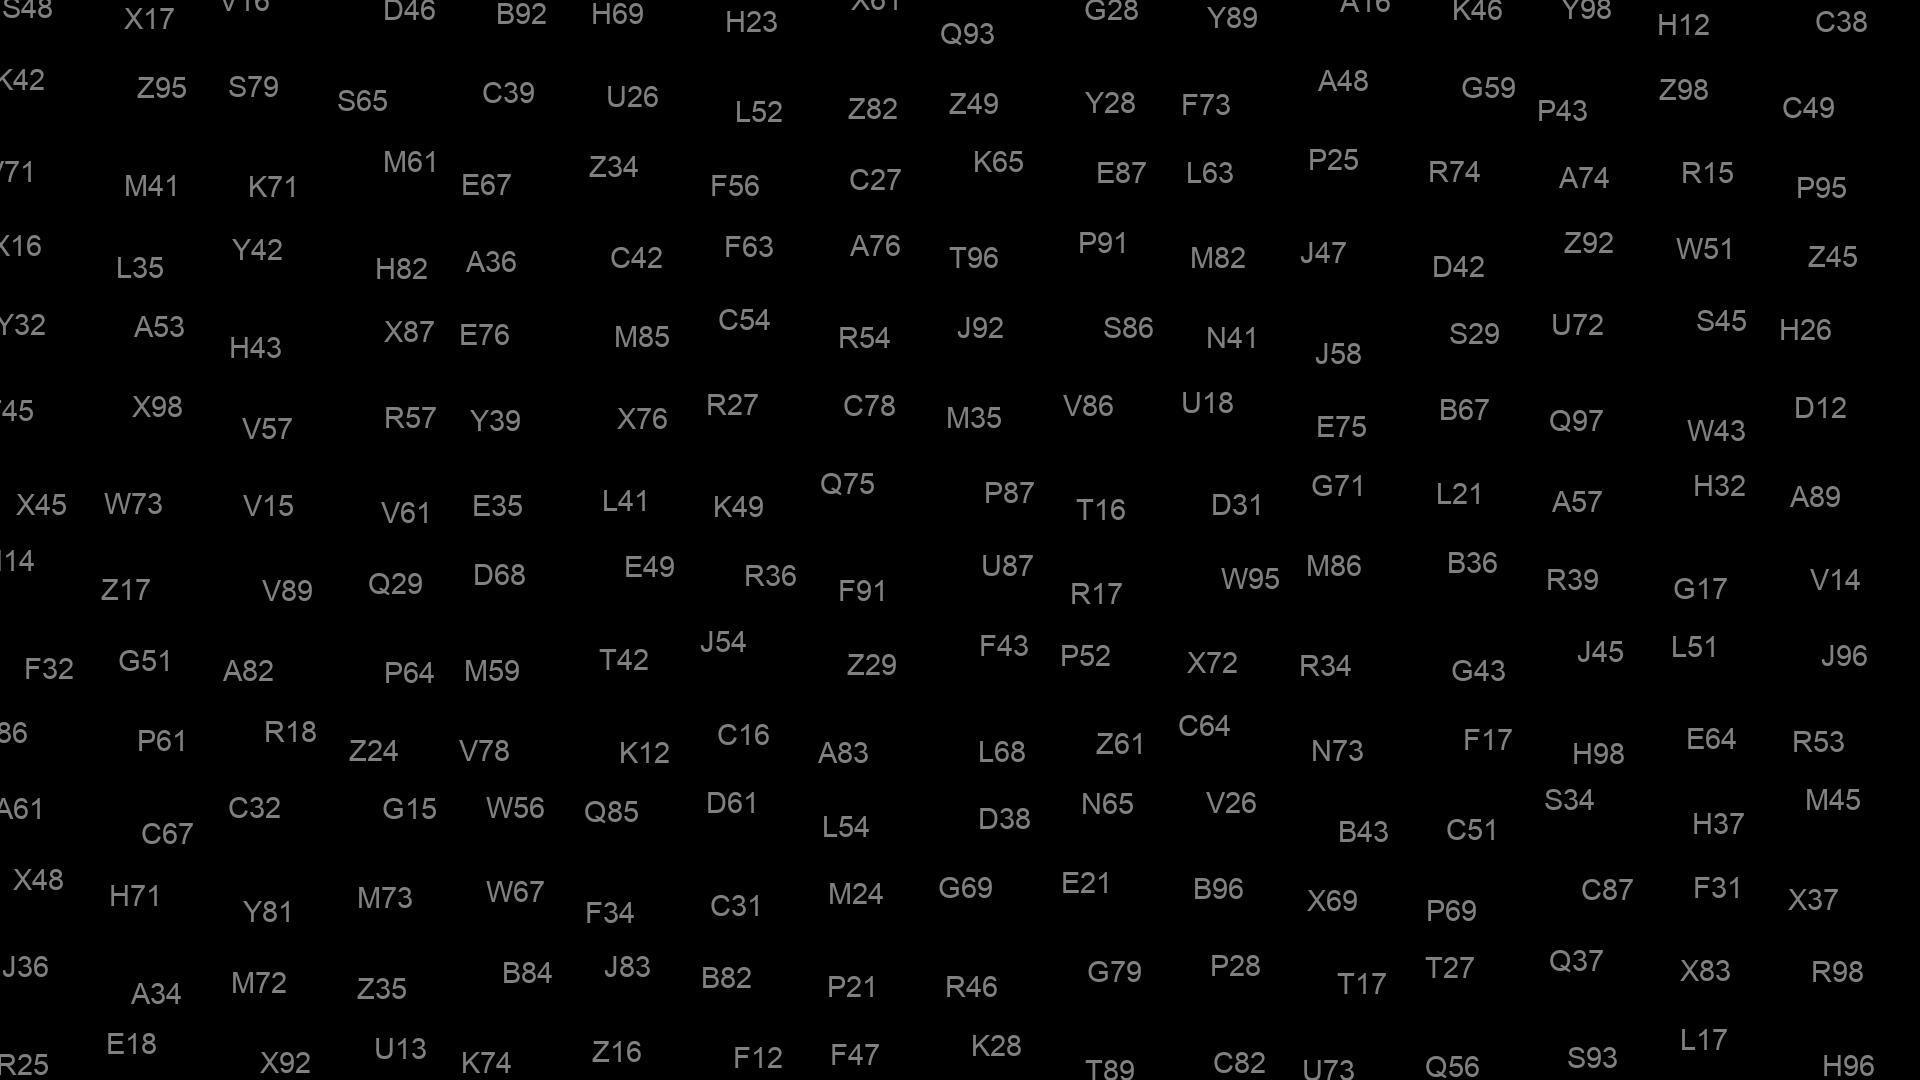 S48 X17 V16 D46 B92 H69 H23 X61 Q93 G28 Y89 A16 K46 Y98 H12 C38
K42 Z95 S79 S65 C39 U26 L52 Z82 Z49 Y28 F73 A48 G59 P43 Z98 C49
M41 K71 M61 E67 Z34 F56 C27 K65 E87 L63 P25 R74 A74 R15 P95
X16 L35 Y42 H82 A36 C42 F63 A76 T96 P91 M82 J47 D42 Z92 W51 Z45
Y32 A53 H43 X87 E76 M85 C54 R54 J92 S86 N41 J58 S29 U72 S45 H26
X98 V57 R57 Y39 X76 R27 C78 M35 V86 U18 E75 B67 Q97 W43 D12
X45 W73 V15 V61 E35 L41 K49 Q75 P87 T16 D31 G71 L21 A57 H32 A89
Z17 V89 Q29 D68 E49 R36 F91 U87 R17 W95 M86 B36 R39 G17 V14
F32 G51 A82 P64 M59 T42 J54 Z29 F43 P52 X72 R34 G43 J45 L51 J96
P61 R18 Z24 V78 K12 C16 A83 L68 Z61 C64 N73 F17 H98 E64 R53
A61 C67 C32 G15 W56 Q85 D61 L54 D38 N65 V26 B43 C51 S34 H37 M45
X48 H71 Y81 M73 W67 F34 C31 M24 G69 E21 B96 X69 P69 C87 F31 X37
J36 A34 M72 Z35 B84 J83 B82 P21 R46 G79 P28 T17 T27 Q37 X83 R98
R25 E18 X92 U13 K74 Z16 F12 F47 K28 T89 C82 U73 Q56 S93 L17 H96